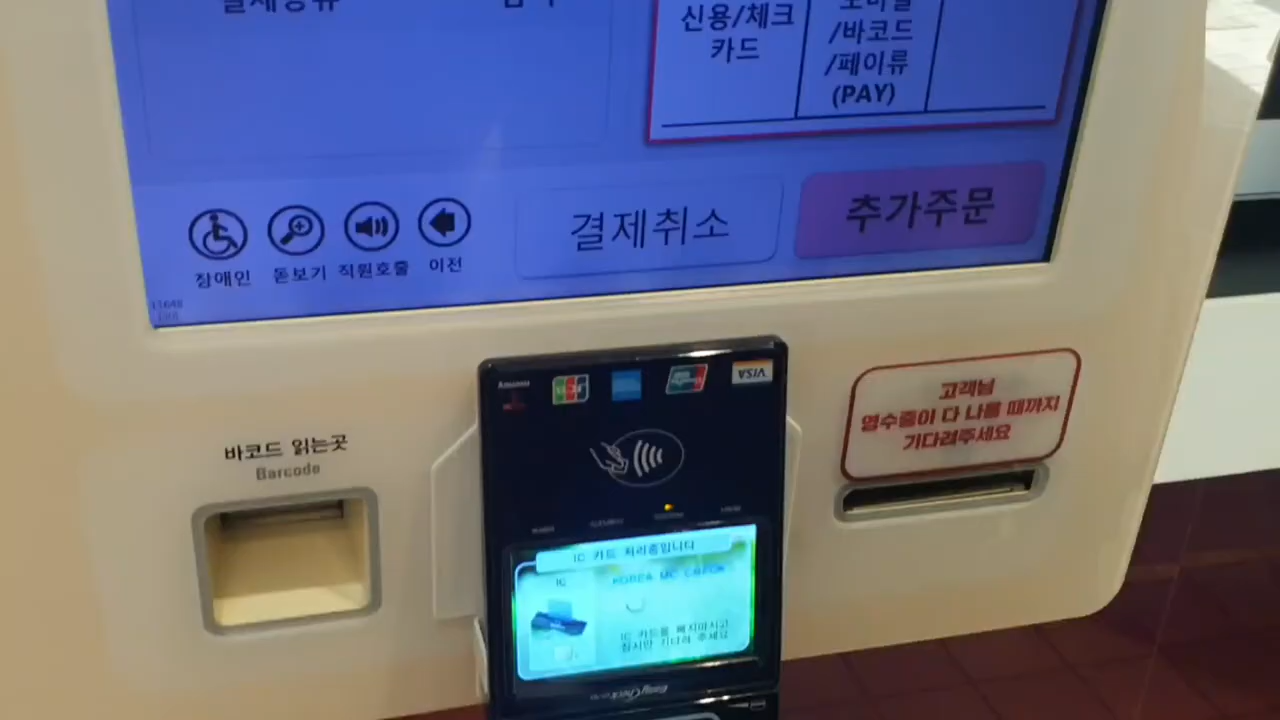 신용/체크
카드
/바코드
/페이류
(PAY)
장애인
돋보기
직원호출
이전
결제취소
추가주문
바코드 읽는곳
Barcode
VISA
고객님
영수증이 다 나올 때까지
기다려주세요
IC 카드 처리중입니다
IC
KOREA MC
IC 카드를 빼지마시고
잠시만 기다려 주세요
EasyCheck